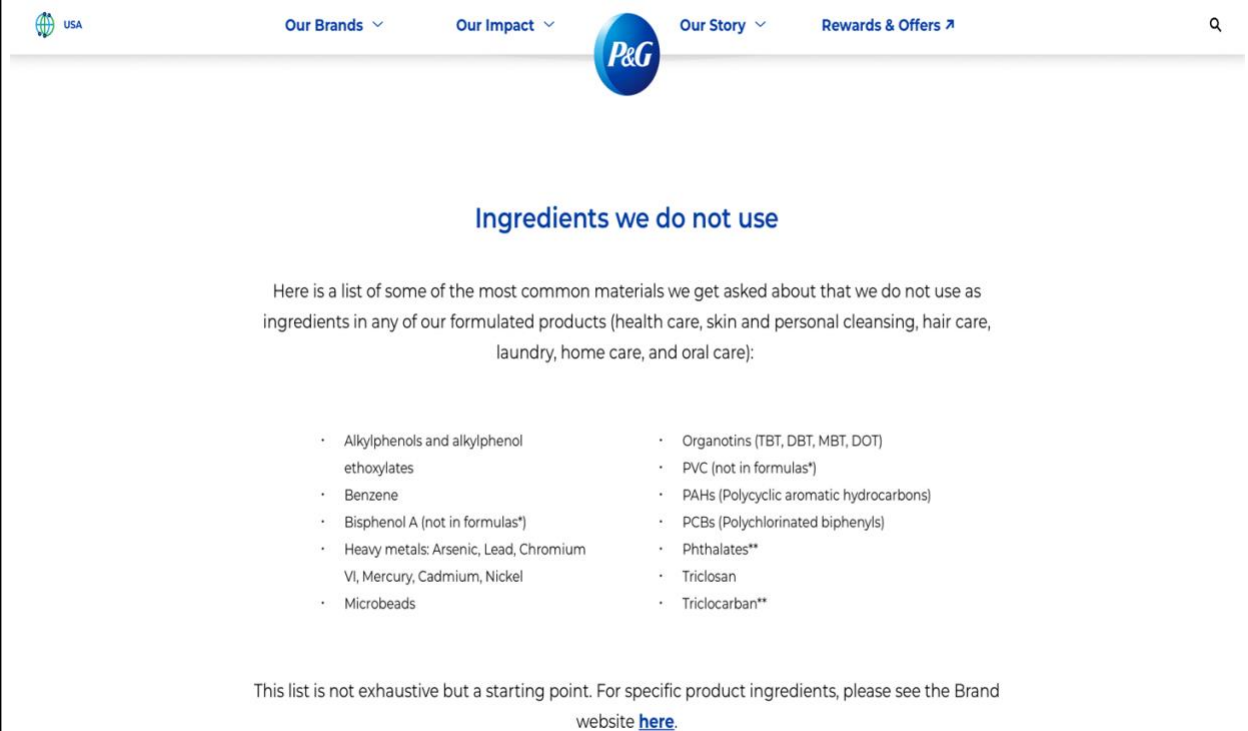 USA
Our Brands
Our Impact
P&G
Our Story
Rewards & Offers ↗
Ingredients we do not use
Here is a list of some of the most common materials we get asked about that we do not use as
ingredients in any of our formulated products (health care, skin and personal cleansing, hair care,
laundry, home care, and oral care):
· Alkylphenols and alkylphenol
ethoxylates
· Benzene
· Bisphenol A (not in formulas*)
· Heavy metals: Arsenic, Lead, Chromium
VI, Mercury, Cadmium, Nickel
· Microbeads
· Organotins (TBT, DBT, MBT, DOT)
· PVC (not in formulas*)
· PAHs (Polycyclic aromatic hydrocarbons)
· PCBs (Polychlorinated biphenyls)
· Phthalates**
· Triclosan
· Triclocarban**
This list is not exhaustive but a starting point. For specific product ingredients, please see the Brand
website here.